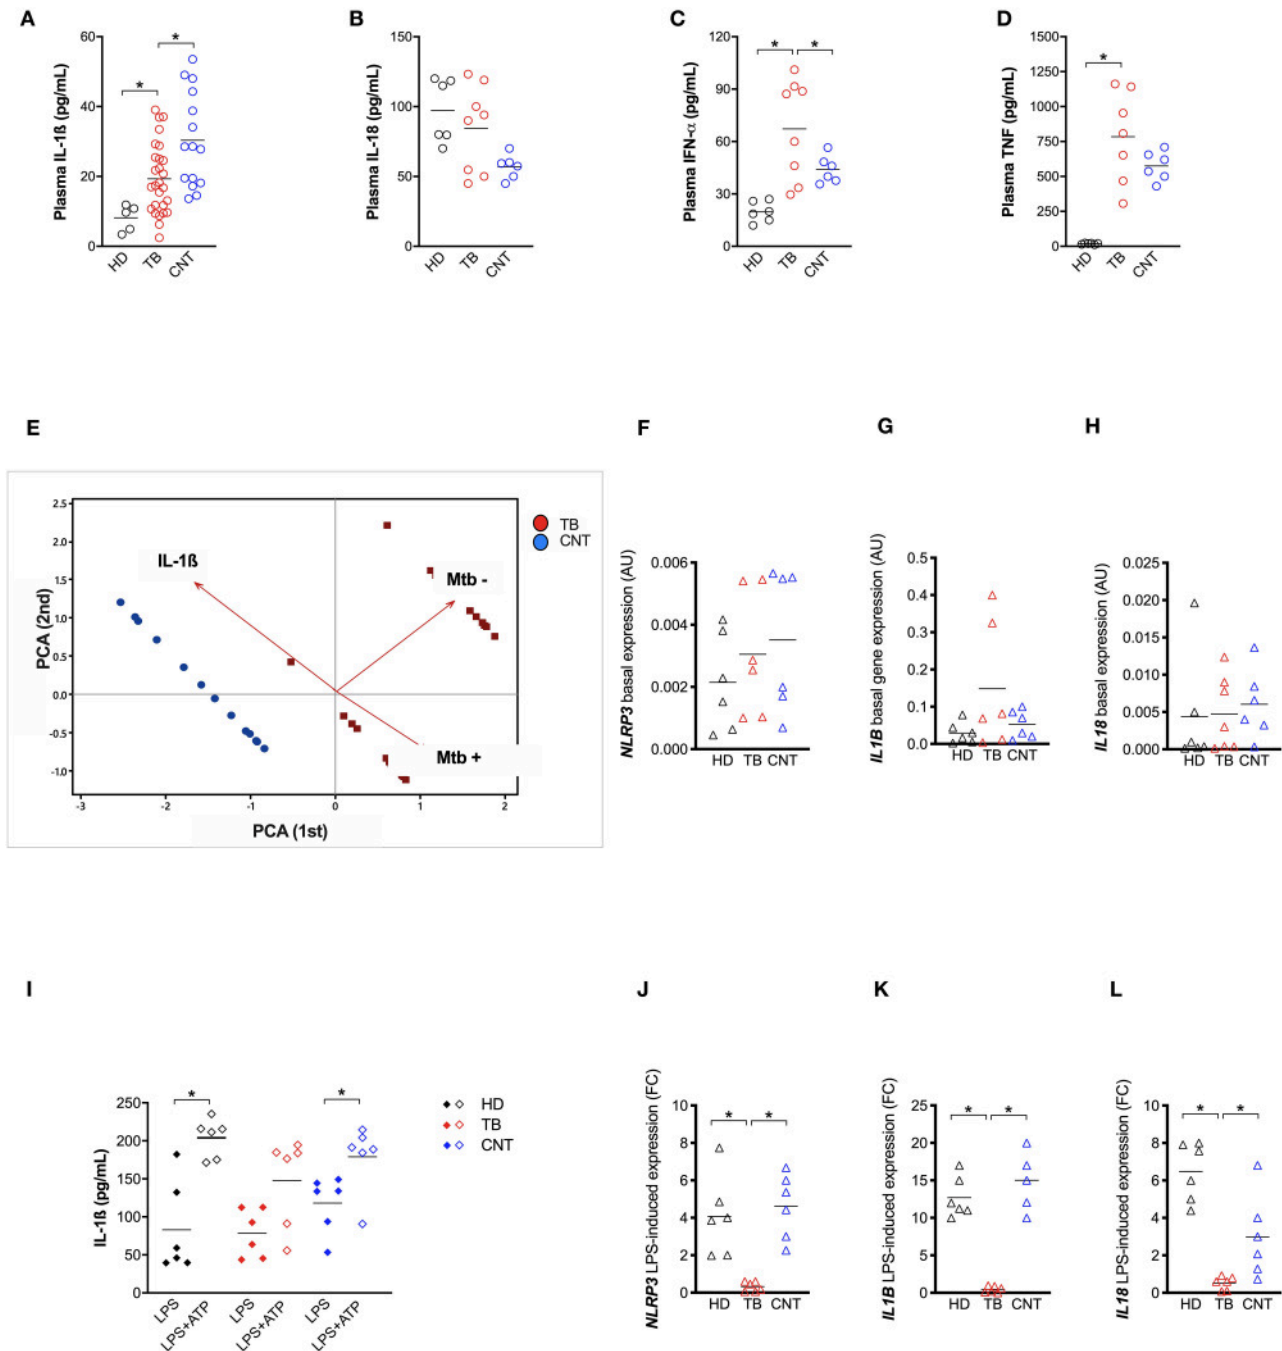 A
B
C
D
Plasma IL-1ß (pg/mL)
60
40
20
0
*
*
HD
TB
CNT
Plasma IL-18 (pg/mL)
150
100
50
0
HD
TB
CNT
Plasma IFN-α (pg/mL)
120
90
60
30
0
*
*
HD
TB
CNT
Plasma TNF (pg/mL)
1500
1250
1000
750
500
250
0
*
HD
TB
CNT
E
F
G
H
PCA (2nd)
2.5
2.0
1.5
1.0
0.5
0.0
-0.5
-1.0
IL-1ß
Mtb -
Mtb +
-3
-2
-1
0
1
2
PCA (1st)
TB
CNT
NLRP3 basal expression (AU)
0.006
0.004
0.002
0.000
HD
TB
CNT
IL1B basal gene expression (AU)
0.5
0.4
0.3
0.2
0.1
0.0
HD
TB
CNT
IL18 basal expression (AU)
0.025
0.020
0.015
0.010
0.005
0.000
HD
TB
CNT
I
J
K
L
IL-1ß (pg/mL)
250
200
150
100
50
0
*
*
LPS
LPS+ATP
LPS
LPS+ATP
LPS
LPS+ATP
HD
TB
CNT
NLRP3 LPS-induced expression (FC)
10
8
6
4
2
0
*
*
HD
TB
CNT
IL1B LPS-induced expression (FC)
25
20
15
10
5
0
*
*
HD
TB
CNT
IL18 LPS-induced expression (FC)
10
8
6
4
2
0
*
*
HD
TB
CNT